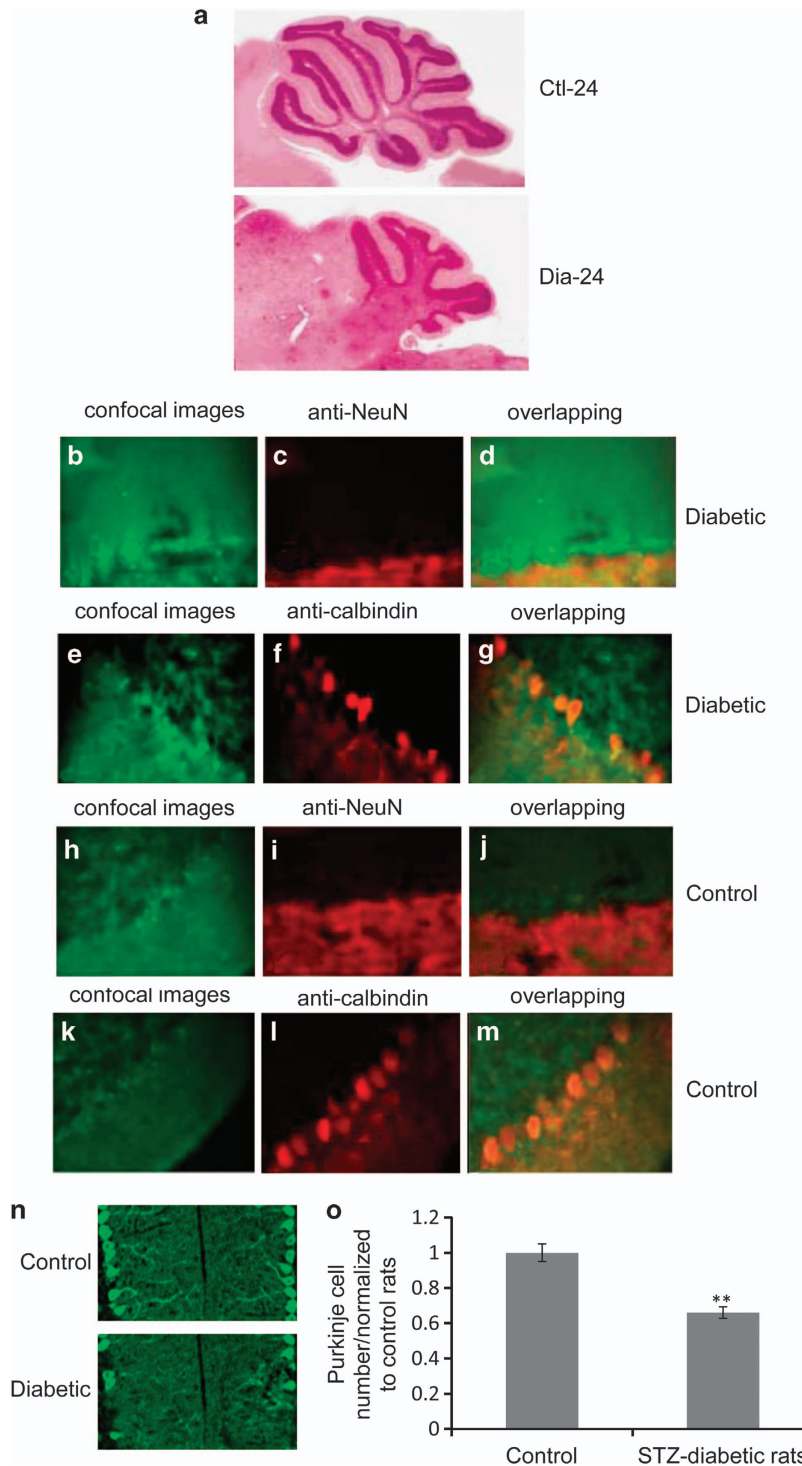 a
Ctl-24
Dia-24
confocal images anti-NeuN overlapping
b c d Diabetic
confocal images anti-calbindin overlapping
e f g Diabetic
confocal images anti-NeuN overlapping
h i j Control
confocal images anti-calbindin overlapping
k l m Control
n
Control
Diabetic
o
Purkinje cell
number/normalized
to control rats
1.2
1
0.8
0.6
0.4
0.2
0
**
Control STZ-diabetic rats